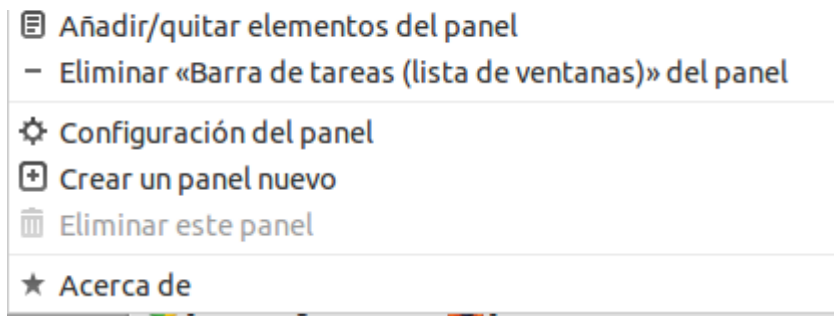 Añadir/quitar elementos del panel
Eliminar «Barra de tareas (lista de ventanas)» del panel
Configuración del panel
Crear un panel nuevo
Eliminar este panel
Acerca de